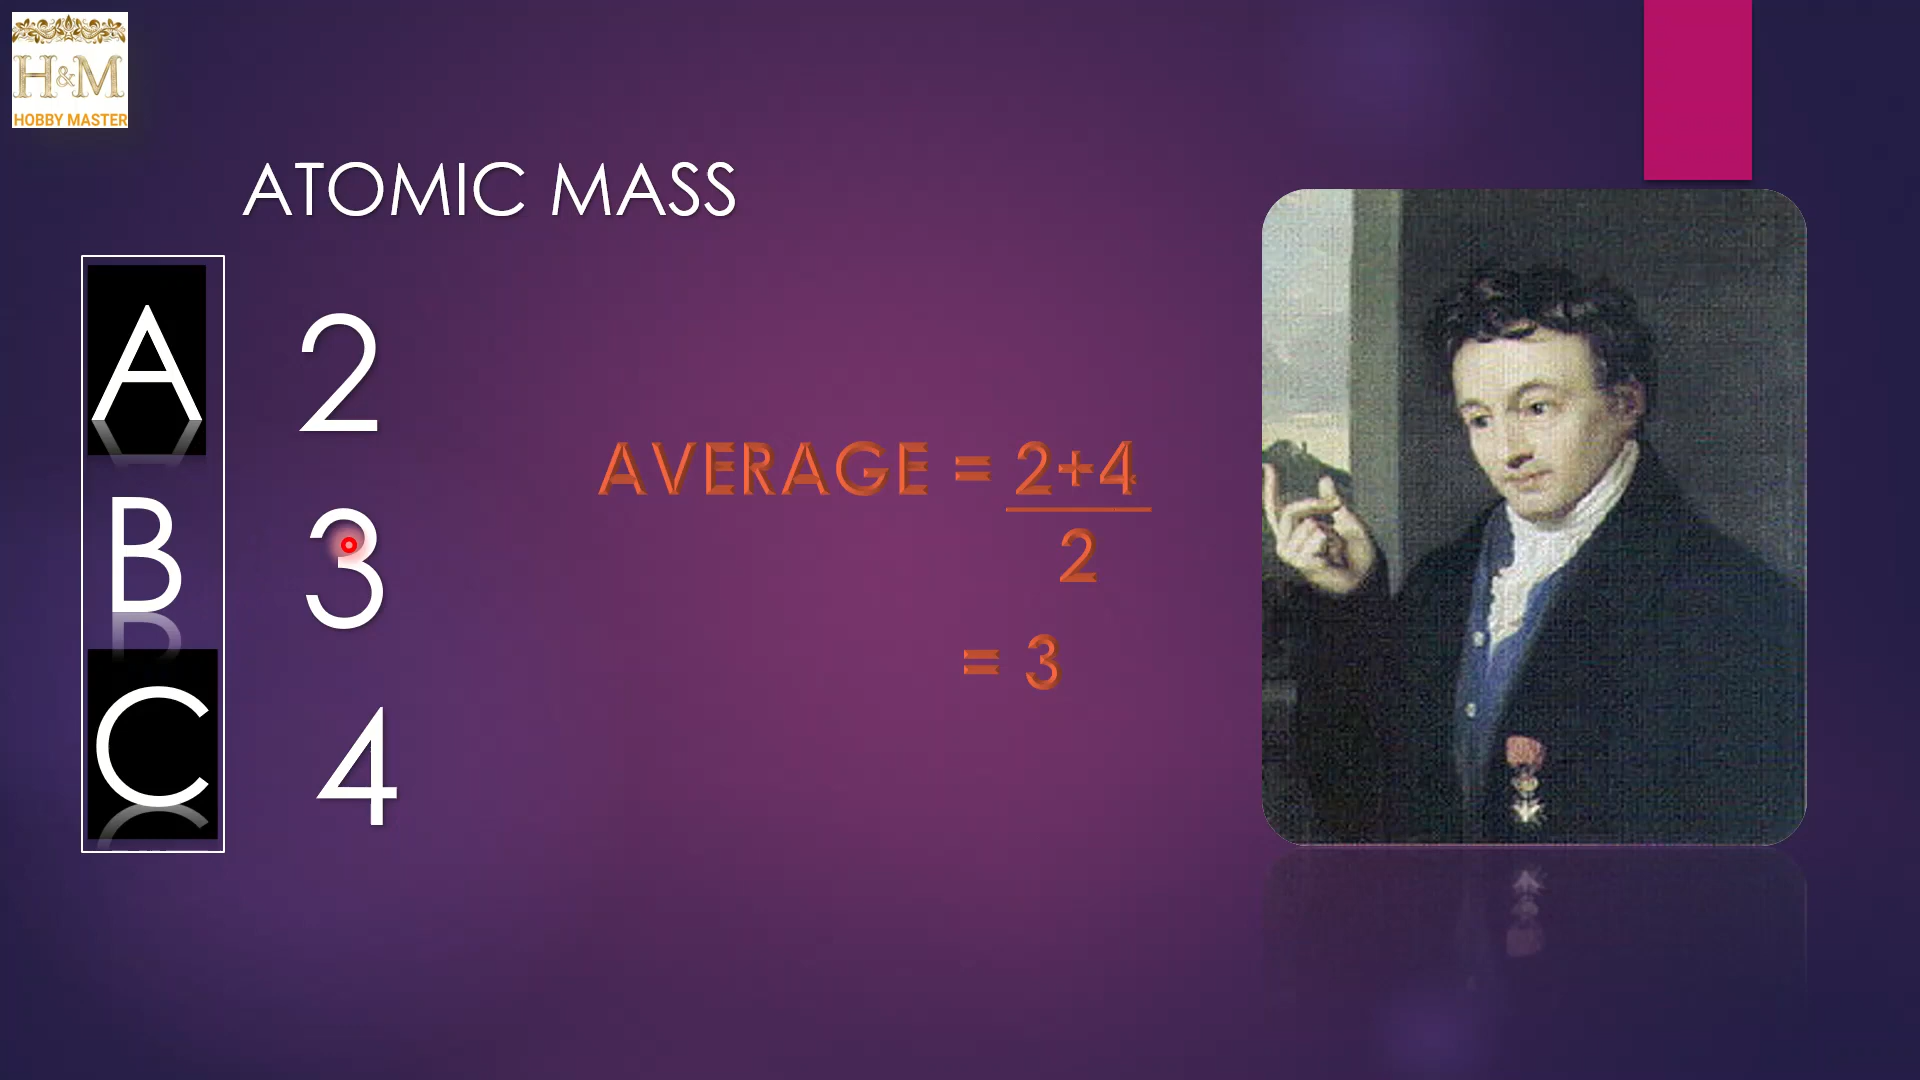 H&M
HOBBY MASTER
ATOMIC MASS
A 2
B 3
C 4
AVERAGE = 2+4
2
= 3